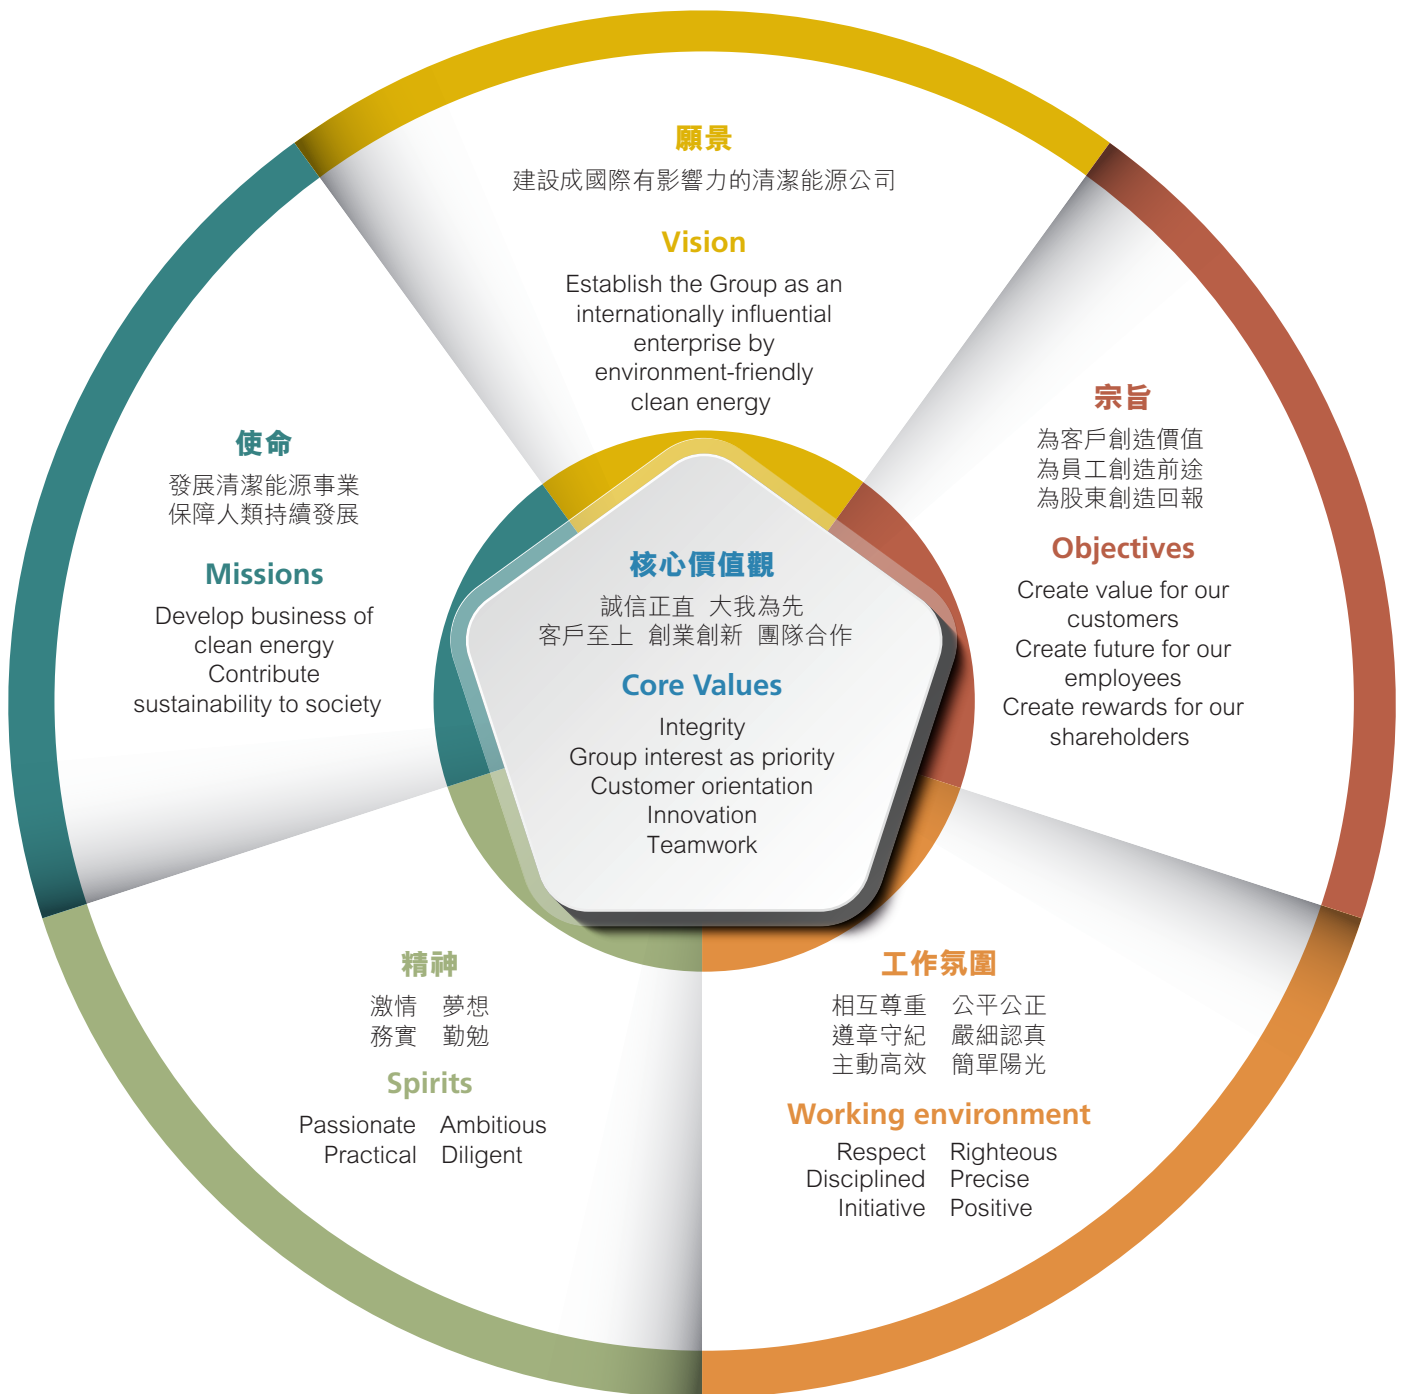 願景
建設成國際有影響力的清潔能源公司
Vision
Establish the Group as an
internationally influential
enterprise by
environment-friendly
clean energy
宗旨
為客戶創造價值
為員工創造前途
為股東創造回報
Objectives
Create value for our
customers
Create future for our
employees
Create rewards for our
shareholders
使命
發展清潔能源事業
保障人類持續發展
Missions
Develop business of
clean energy
Contribute
sustainability to society
核心價值觀
誠信正直 大我為先
客戶至上 創業創新 團隊合作
Core Values
Integrity
Group interest as priority
Customer orientation
Innovation
Teamwork
精神
激情 夢想
務實 勤勉
Spirits
Passionate Ambitious
Practical Diligent
工作氛圍
相互尊重 公平公正
遵章守紀 嚴細認真
主動高效 簡單陽光
Working environment
Respect Righteous
Disciplined Precise
Initiative Positive